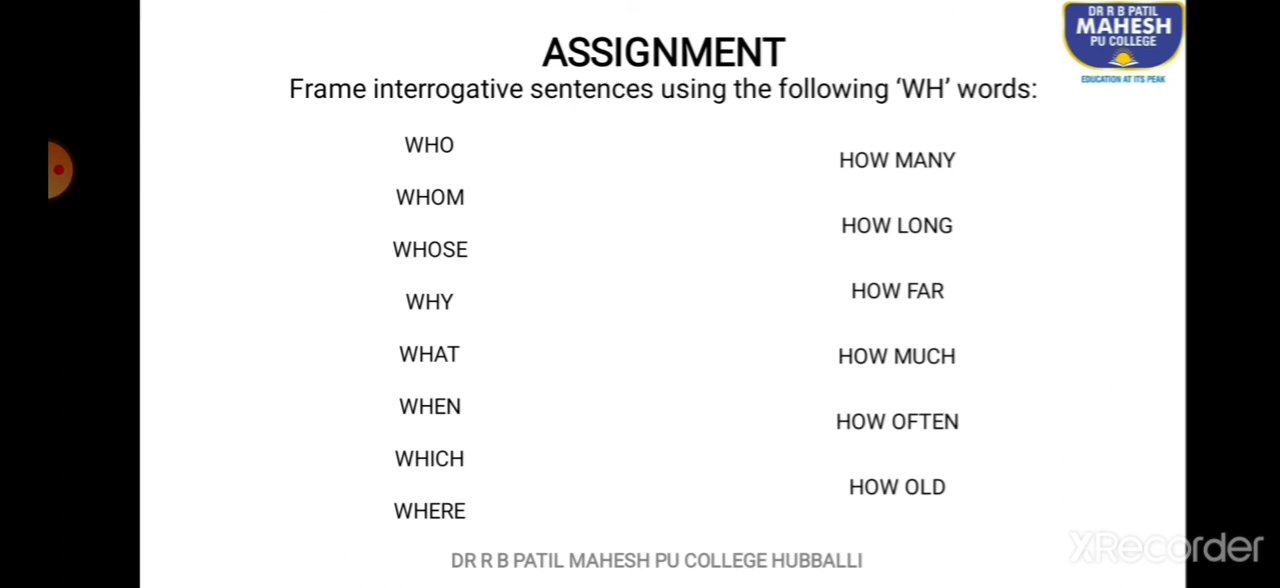 DR R B PATIL
MAHESH
PU COLLEGE
EDUCATION AT ITS PEAK
ASSIGNMENT
Frame interrogative sentences using the following ‘WH’ words:
WHO
WHOM
WHOSE
WHY
WHAT
WHEN
WHICH
WHERE
HOW MANY
HOW LONG
HOW FAR
HOW MUCH
HOW OFTEN
HOW OLD
DR R B PATIL MAHESH PU COLLEGE HUBBALLI
XRecorder